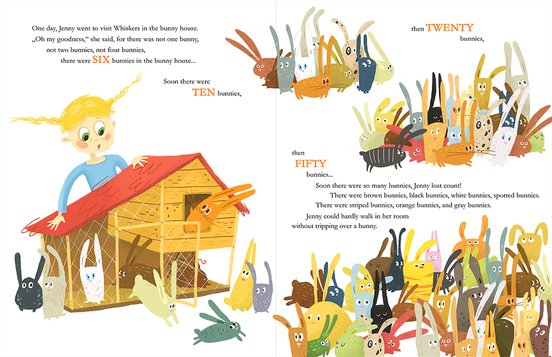 One day, Jenny went to visit Whiskers in the bunny house.
„Oh my goodness,“ she said, for there was not one bunny,
not two bunnies, not four bunnies,
there were SIX bunnies in the bunny house...
Soon there were
TEN bunnies,
then TWENTY
bunnies,
then
FIFTY
bunnies...
Soon there were so many bunnies, Jenny lost count!
There were brown bunnies, black bunnies, white bunnies, spotted bunnies.
There were striped bunnies, orange bunnies, and gray bunnies.
Jenny could hardly walk in her room
without tripping over a bunny.